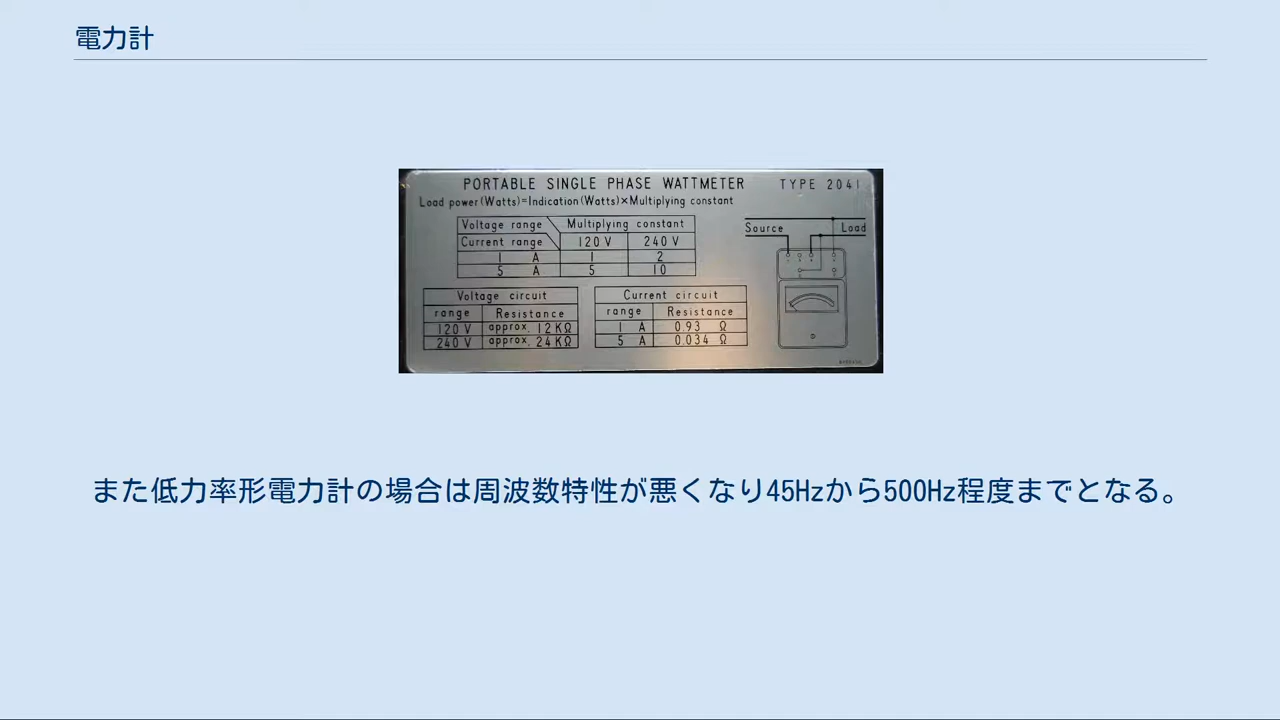 電力計
PORTABLE SINGLE PHASE WATTMETER TYPE 2041
Load power (Watts)=Indication (Watts)×Multiplying constant
Voltage range Multiplying constant
Current range 120 V 240 V
1 A 1 2
5 A 5 10
Source Load
Voltage circuit
range Resistance
120 V approx. 12 KΩ
240 V approx. 24 KΩ
Current circuit
range Resistance
1 A 0.93 Ω
5 A 0.034 Ω
また低力率形電力計の場合は周波数特性が悪くなり45Hzから500Hz程度までとなる。